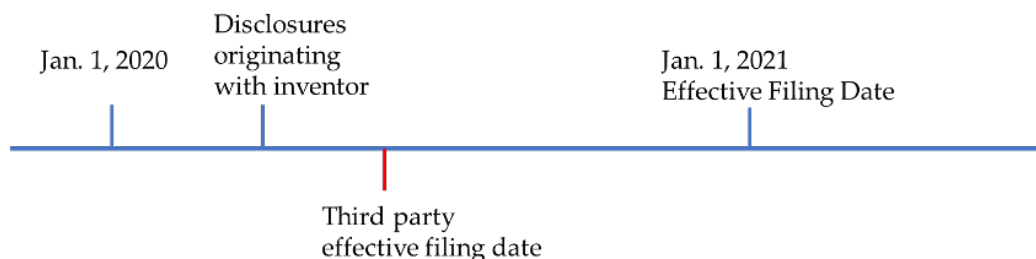 Jan. 1, 2020
Disclosures
originating
with inventor
Jan. 1, 2021
Effective Filing Date
Third party
effective filing date